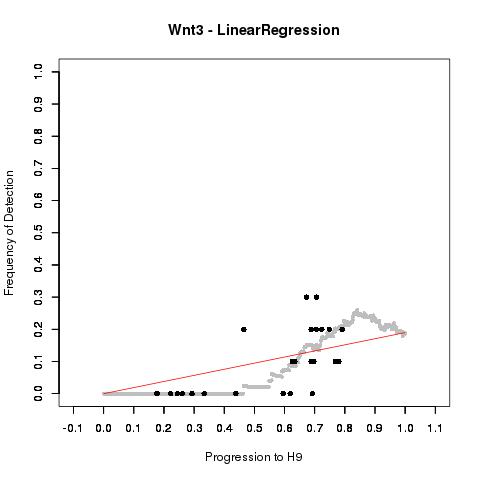 Wnt3 - LinearRegression
Frequency of Detection
1.0
0.9
0.8
0.7
0.6
0.5
0.4
0.3
0.2
0.1
0.0
-0.1 0.0 0.1 0.2 0.3 0.4 0.5 0.6 0.7 0.8 0.9 1.0 1.1
Progression to H9